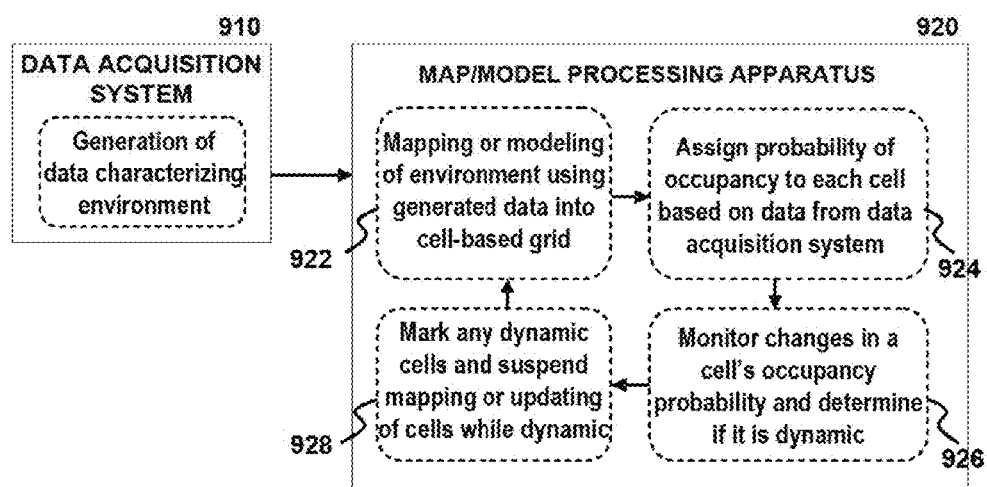 910
DATA ACQUISITION
SYSTEM
Generation of
data characterizing
environment
920
MAP/MODEL PROCESSING APPARATUS
Mapping or modeling
of environment using
generated data into
cell-based grid
922
Assign probability of
occupancy to each cell
based on data from data
acquisition system
924
Mark any dynamic
cells and suspend
mapping or updating
of cells while dynamic
928
Monitor changes in a
cell's occupancy
probability and determine
if it is dynamic
926